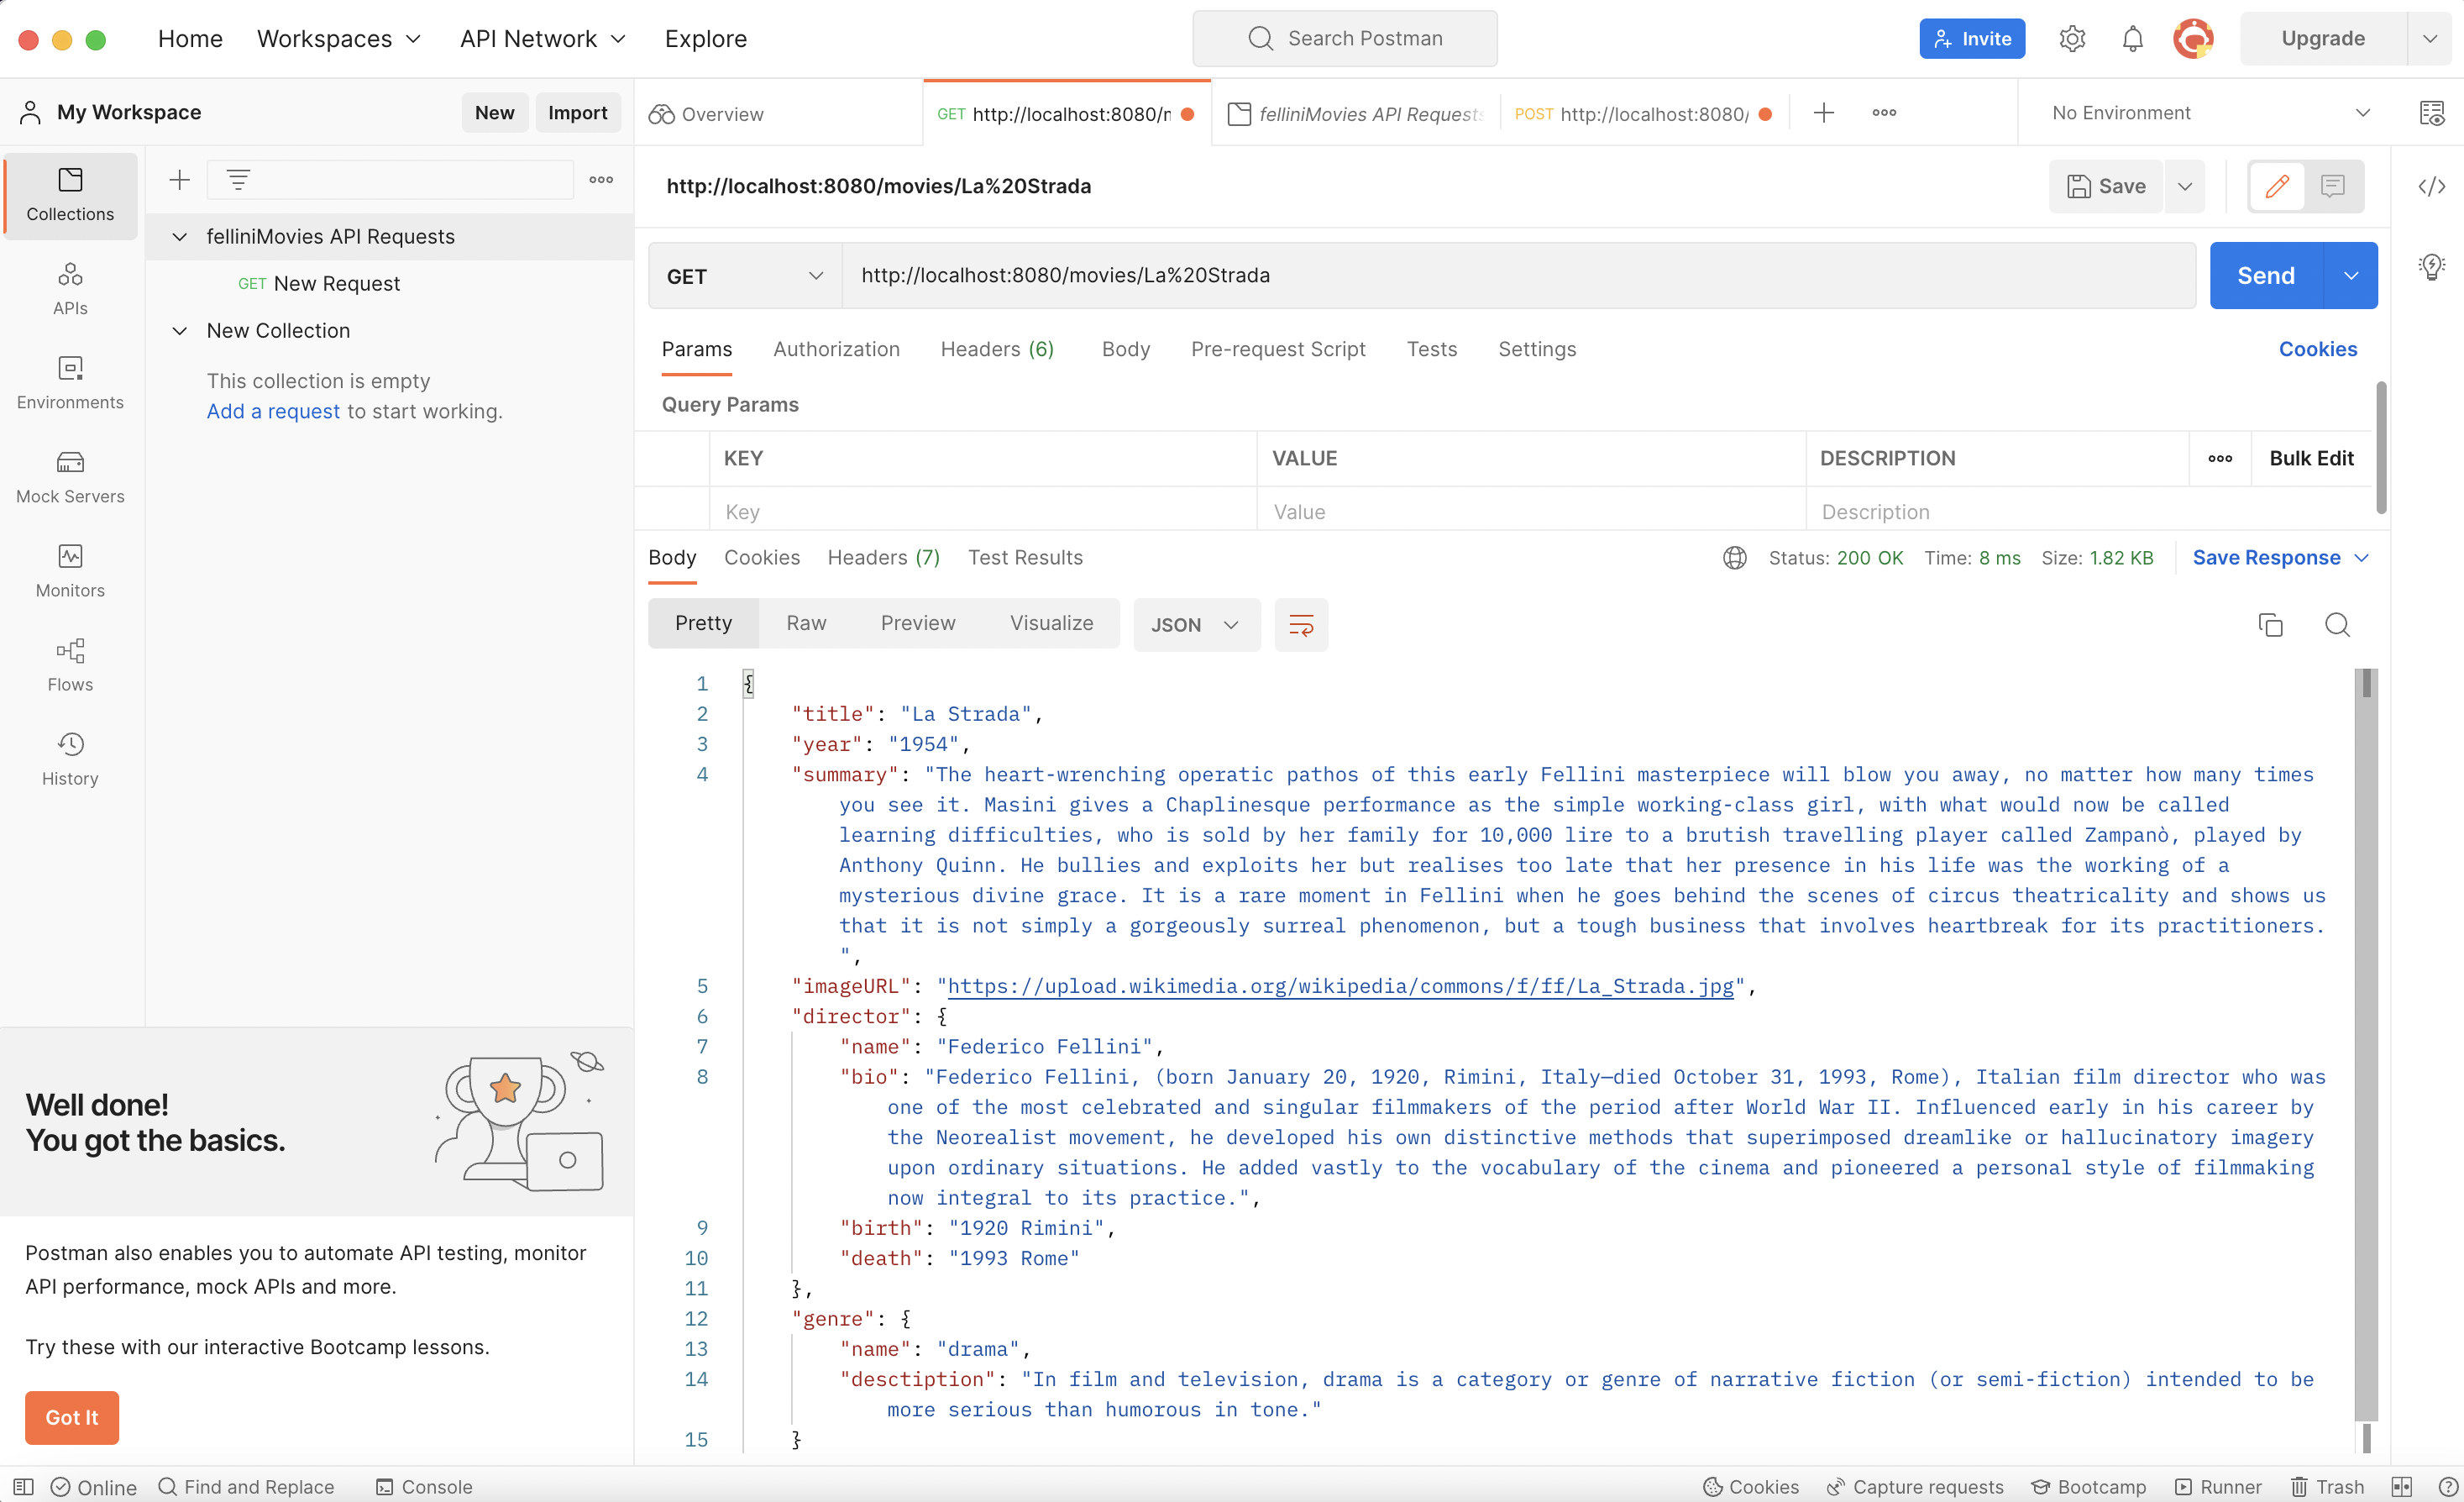 Home Workspaces API Network Explore Search Postman Invite Upgrade
My Workspace New Import
Overview GET http://localhost:8080/ felliniMovies API Requests POST http://localhost:8080/ No Environment
Collections
APIs
Environments
Mock Servers
Monitors
Flows
History
felliniMovies API Requests
GET New Request
New Collection
This collection is empty
Add a request to start working.
Well done!
You got the basics.
Postman also enables you to automate API testing, monitor
API performance, mock APIs and more.
Try these with our interactive Bootcamp lessons.
Got It
http://localhost:8080/movies/La%20Strada Save
GET http://localhost:8080/movies/La%20Strada Send
Params Authorization Headers (6) Body Pre-request Script Tests Settings Cookies
Query Params
KEY VALUE DESCRIPTION Bulk Edit
Key Value Description
Body Cookies Headers (7) Test Results Status: 200 OK Time: 8 ms Size: 1.82 KB Save Response
Pretty Raw Preview Visualize JSON
1 {
2 "title": "La Strada",
3 "year": "1954",
4 "summary": "The heart-wrenching operatic pathos of this early Fellini masterpiece will blow you away, no matter how many times
you see it. Masini gives a Chaplinesque performance as the simple working-class girl, with what would now be called
learning difficulties, who is sold by her family for 10,000 lire to a brutish travelling player called Zampanò, played by
Anthony Quinn. He bullies and exploits her but realises too late that her presence in his life was the working of a
mysterious divine grace. It is a rare moment in Fellini when he goes behind the scenes of circus theatricality and shows us
that it is not simply a gorgeously surreal phenomenon, but a tough business that involves heartbreak for its practitioners.
",
5 "imageURL": "https://upload.wikimedia.org/wikipedia/commons/f/ff/La_Strada.jpg",
6 "director": {
7 "name": "Federico Fellini",
8 "bio": "Federico Fellini, (born January 20, 1920, Rimini, Italy—died October 31, 1993, Rome), Italian film director who was
one of the most celebrated and singular filmmakers of the period after World War II. Influenced early in his career by
the Neorealist movement, he developed his own distinctive methods that superimposed dreamlike or hallucinatory imagery
upon ordinary situations. He added vastly to the vocabulary of the cinema and pioneered a personal style of filmmaking
now integral to its practice.",
9 "birth": "1920 Rimini",
10 "death": "1993 Rome"
11 },
12 "genre": {
13 "name": "drama",
14 "desctiption": "In film and television, drama is a category or genre of narrative fiction (or semi-fiction) intended to be
more serious than humorous in tone."
15 }
Online Find and Replace Console Cookies Capture requests Bootcamp Runner Trash